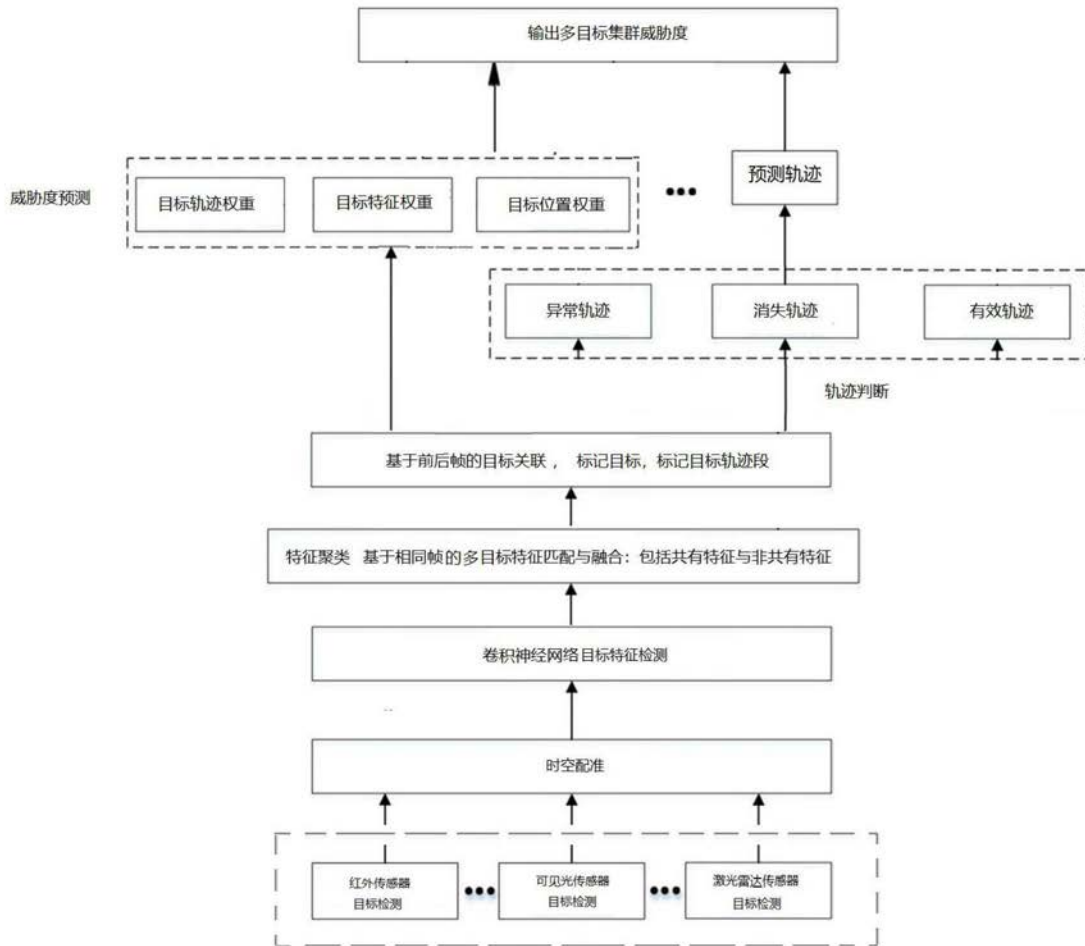 输出多目标集群威胁度
预测轨迹
威胁度预测
目标轨迹权重
目标特征权重
目标位置权重
异常轨迹
消失轨迹
有效轨迹
轨迹判断
基于前后帧的目标关联， 标记目标，标记目标轨迹段
特征聚类 基于相同帧的多目标特征匹配与融合：包括共有特征与非共有特征
卷积神经网络目标特征检测
时空配准
红外传感器
目标检测
可见光传感器
目标检测
激光雷达传感器
目标检测